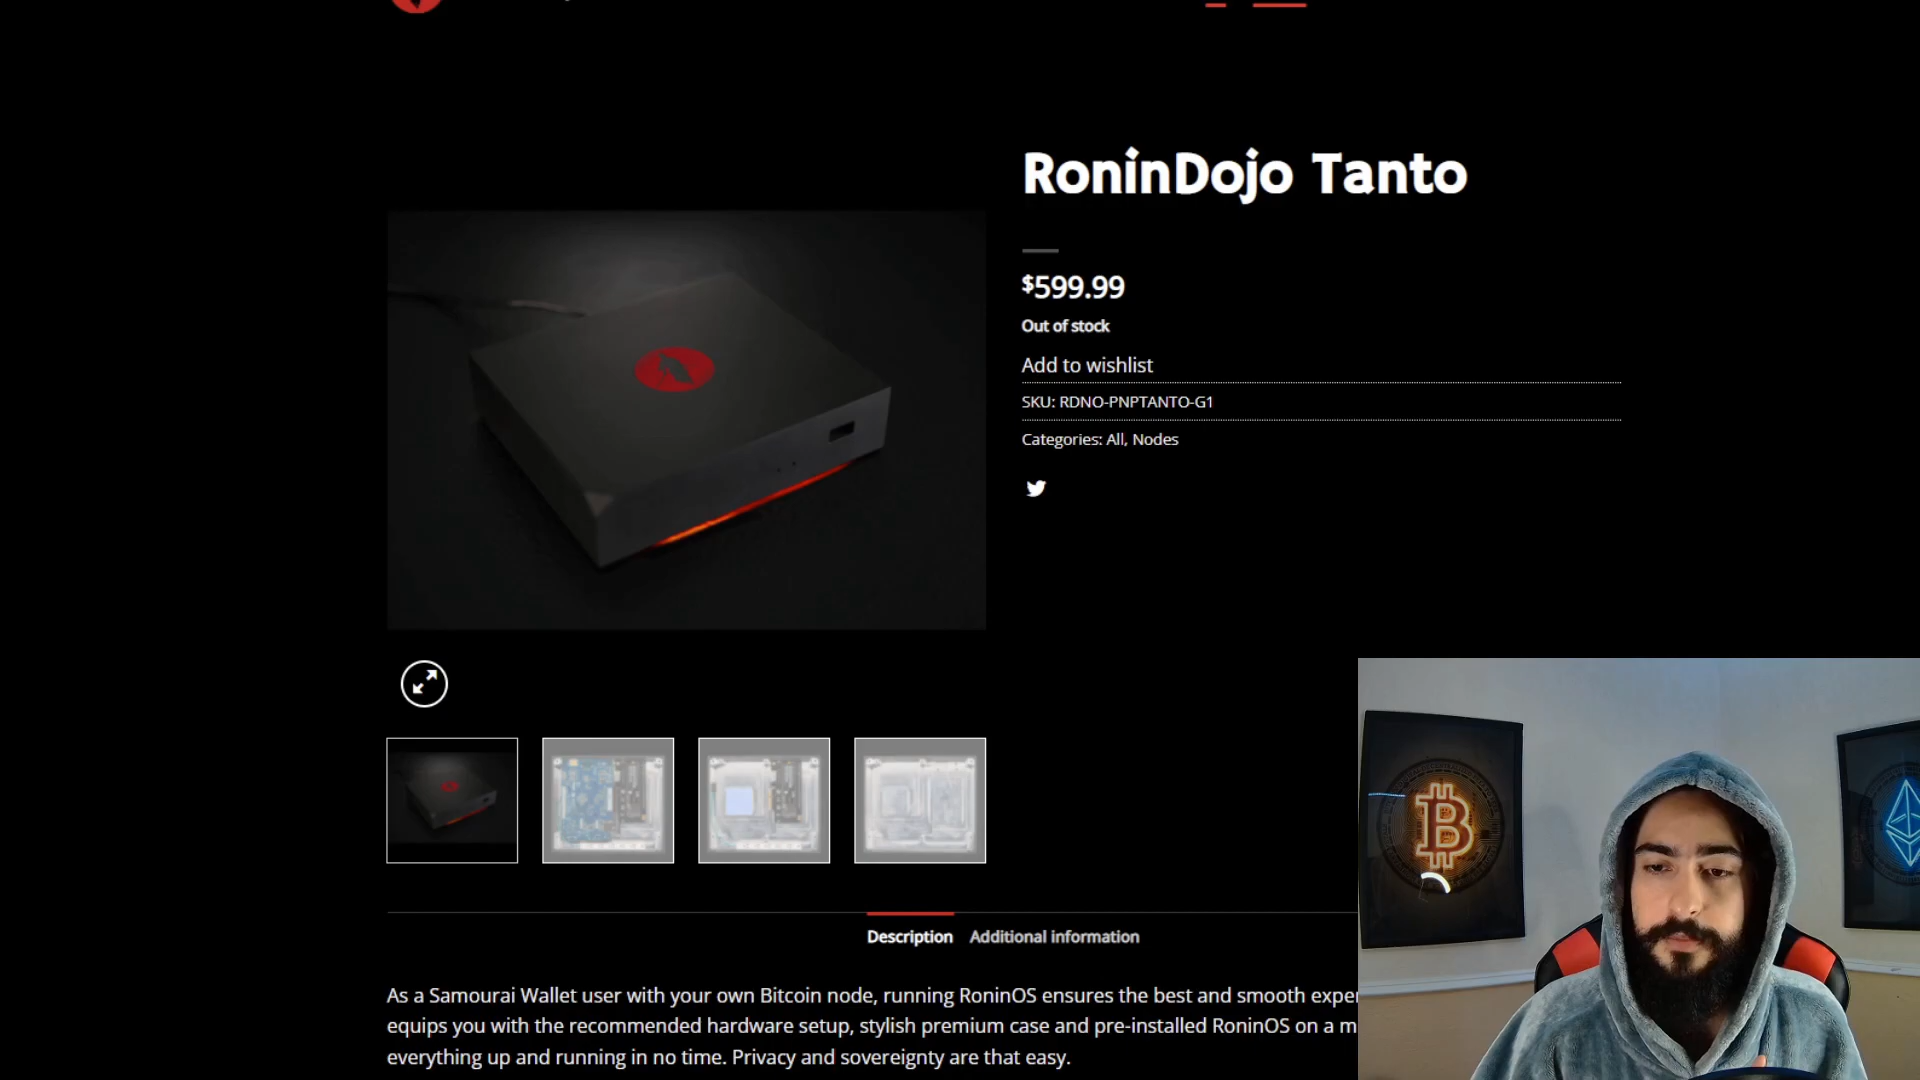 RoninDojo Tanto
$599.99
Out of stock
Add to wishlist
SKU: RDNO-PNPTANTO-G1
Categories: All, Nodes
Description Additional information
As a Samourai Wallet user with your own Bitcoin node, running RoninOS ensures the best and smooth exper
equips you with the recommended hardware setup, stylish premium case and pre-installed RoninOS on a m
everything up and running in no time. Privacy and sovereignty are that easy.